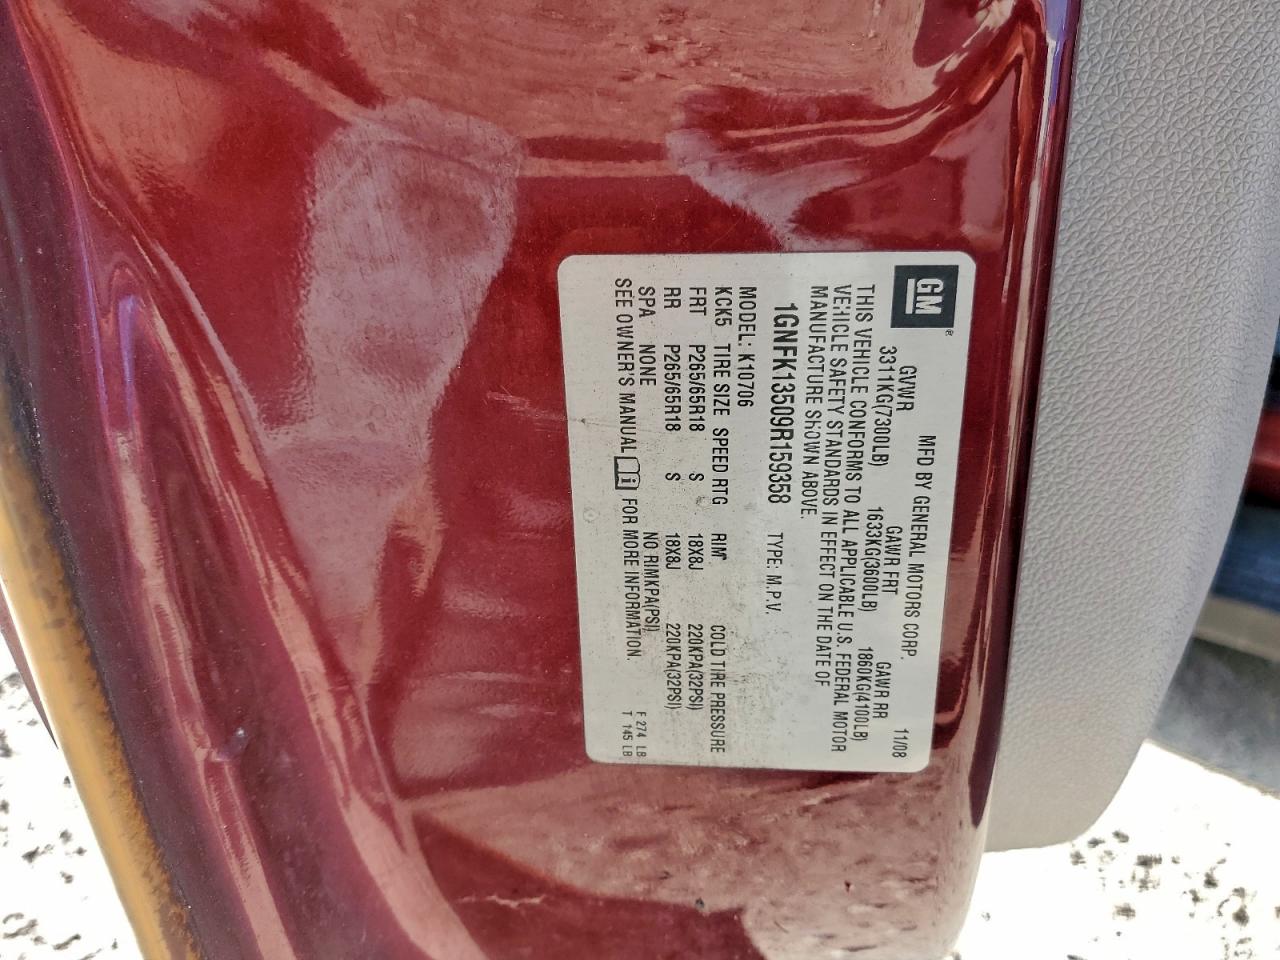 GM®
MFD BY GENERAL MOTORS CORP. 11/08
GVWR GAWR FRT GAWR RR
3311KG(7300LB) 1633KG(3600LB) 1860KG(4100LB)
THIS VEHICLE CONFORMS TO ALL APPLICABLE U.S. FEDERAL MOTOR
VEHICLE SAFETY STANDARDS IN EFFECT ON THE DATE OF
MANUFACTURE SHOWN ABOVE.
1GNFK13509R159358 TYPE: M.P.V.
MODEL: K10706
KCK5 TIRE SIZE SPEED RTG RIM COLD TIRE PRESSURE
FRT P265/65R18 S 18X8J 220KPA(32PSI)
RR P265/65R18 S 18X8J 220KPA(32PSI)
SPA NONE NO RIMKPA(PSI) F 274 LB
SEE OWNER'S MANUAL FOR MORE INFORMATION. T 145 LB